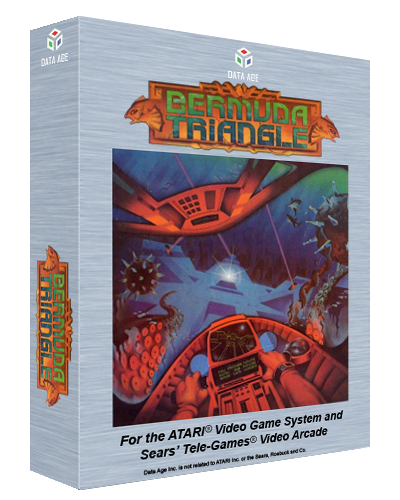 DATA AGE
BERMUDA
TRIANGLE
For the ATARI® Video Game System and
Sears' Tele-Games® Video Arcade
Data Age Inc. is not related to ATARI Inc. or the Sears, Roebuck and Co.
DATA AGE
BERMUDA
TRIANGLE